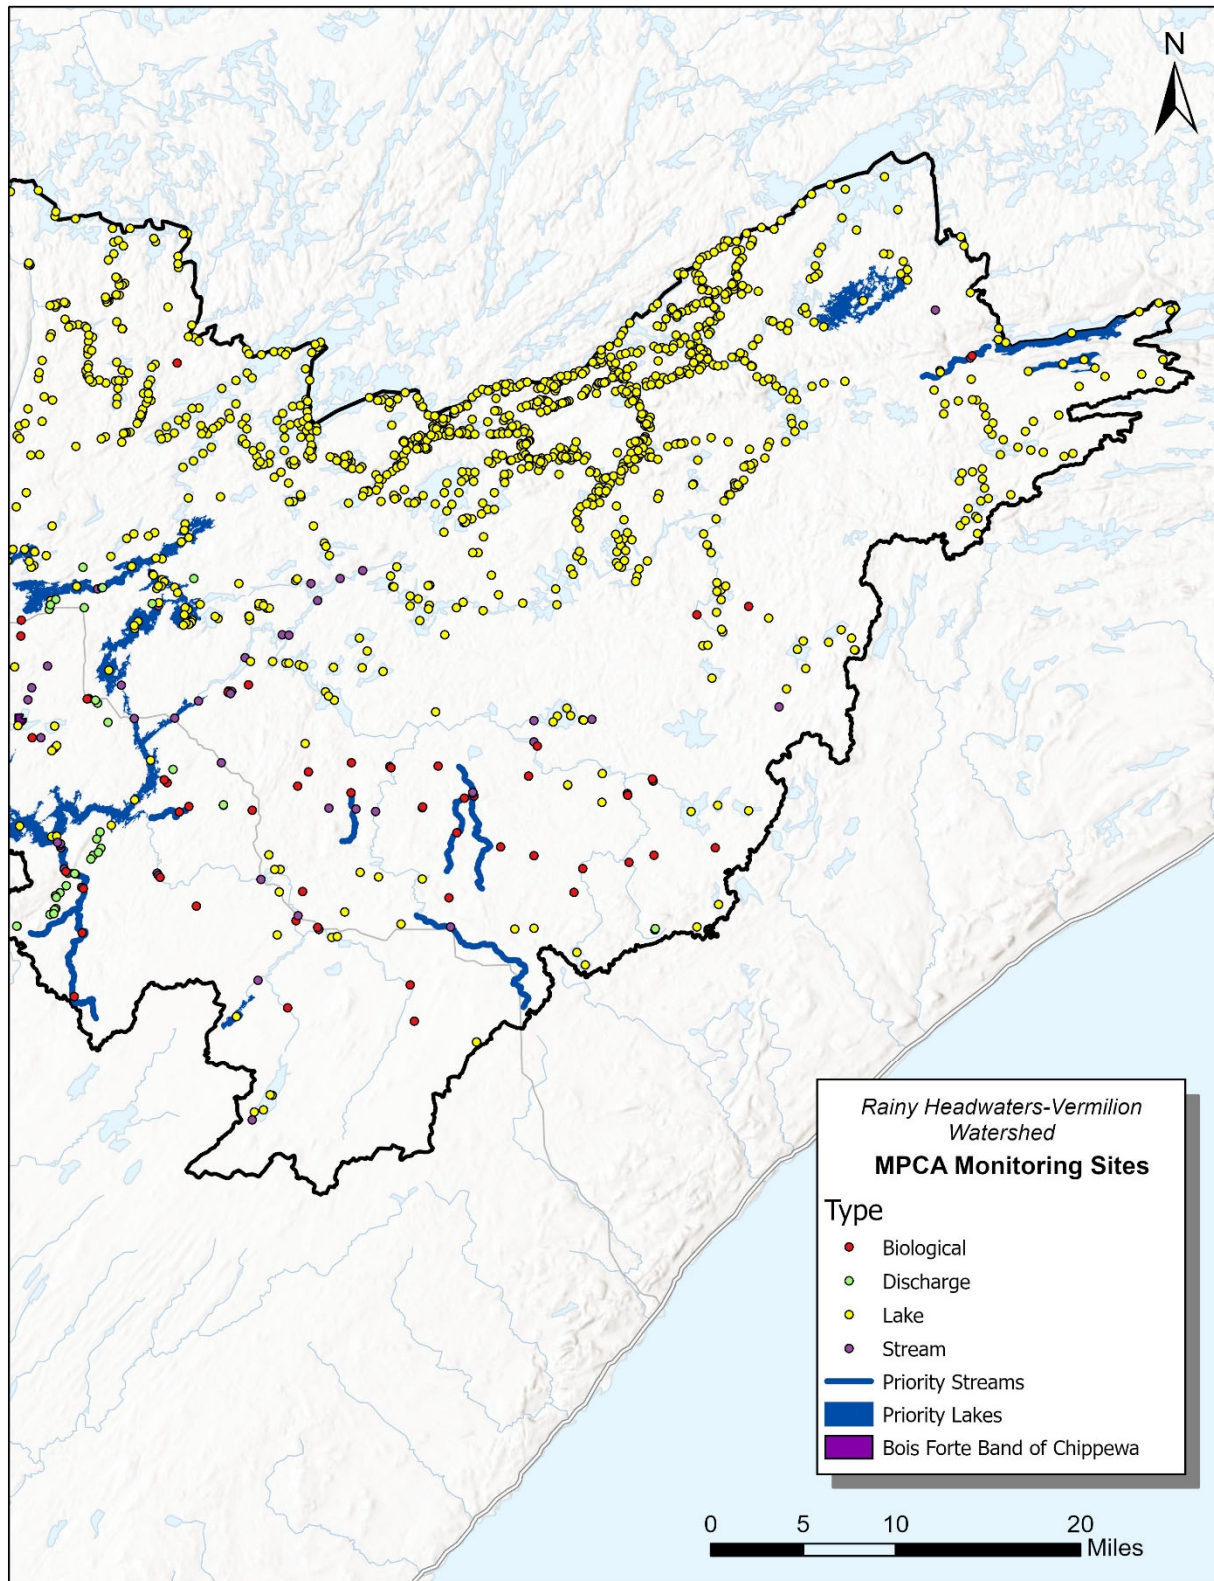 N
Rainy Headwaters-Vermilion
Watershed
MPCA Monitoring Sites
Type
Biological
Discharge
Lake
Stream
Priority Streams
Priority Lakes
Bois Forte Band of Chippewa
0 5 10 20
Miles